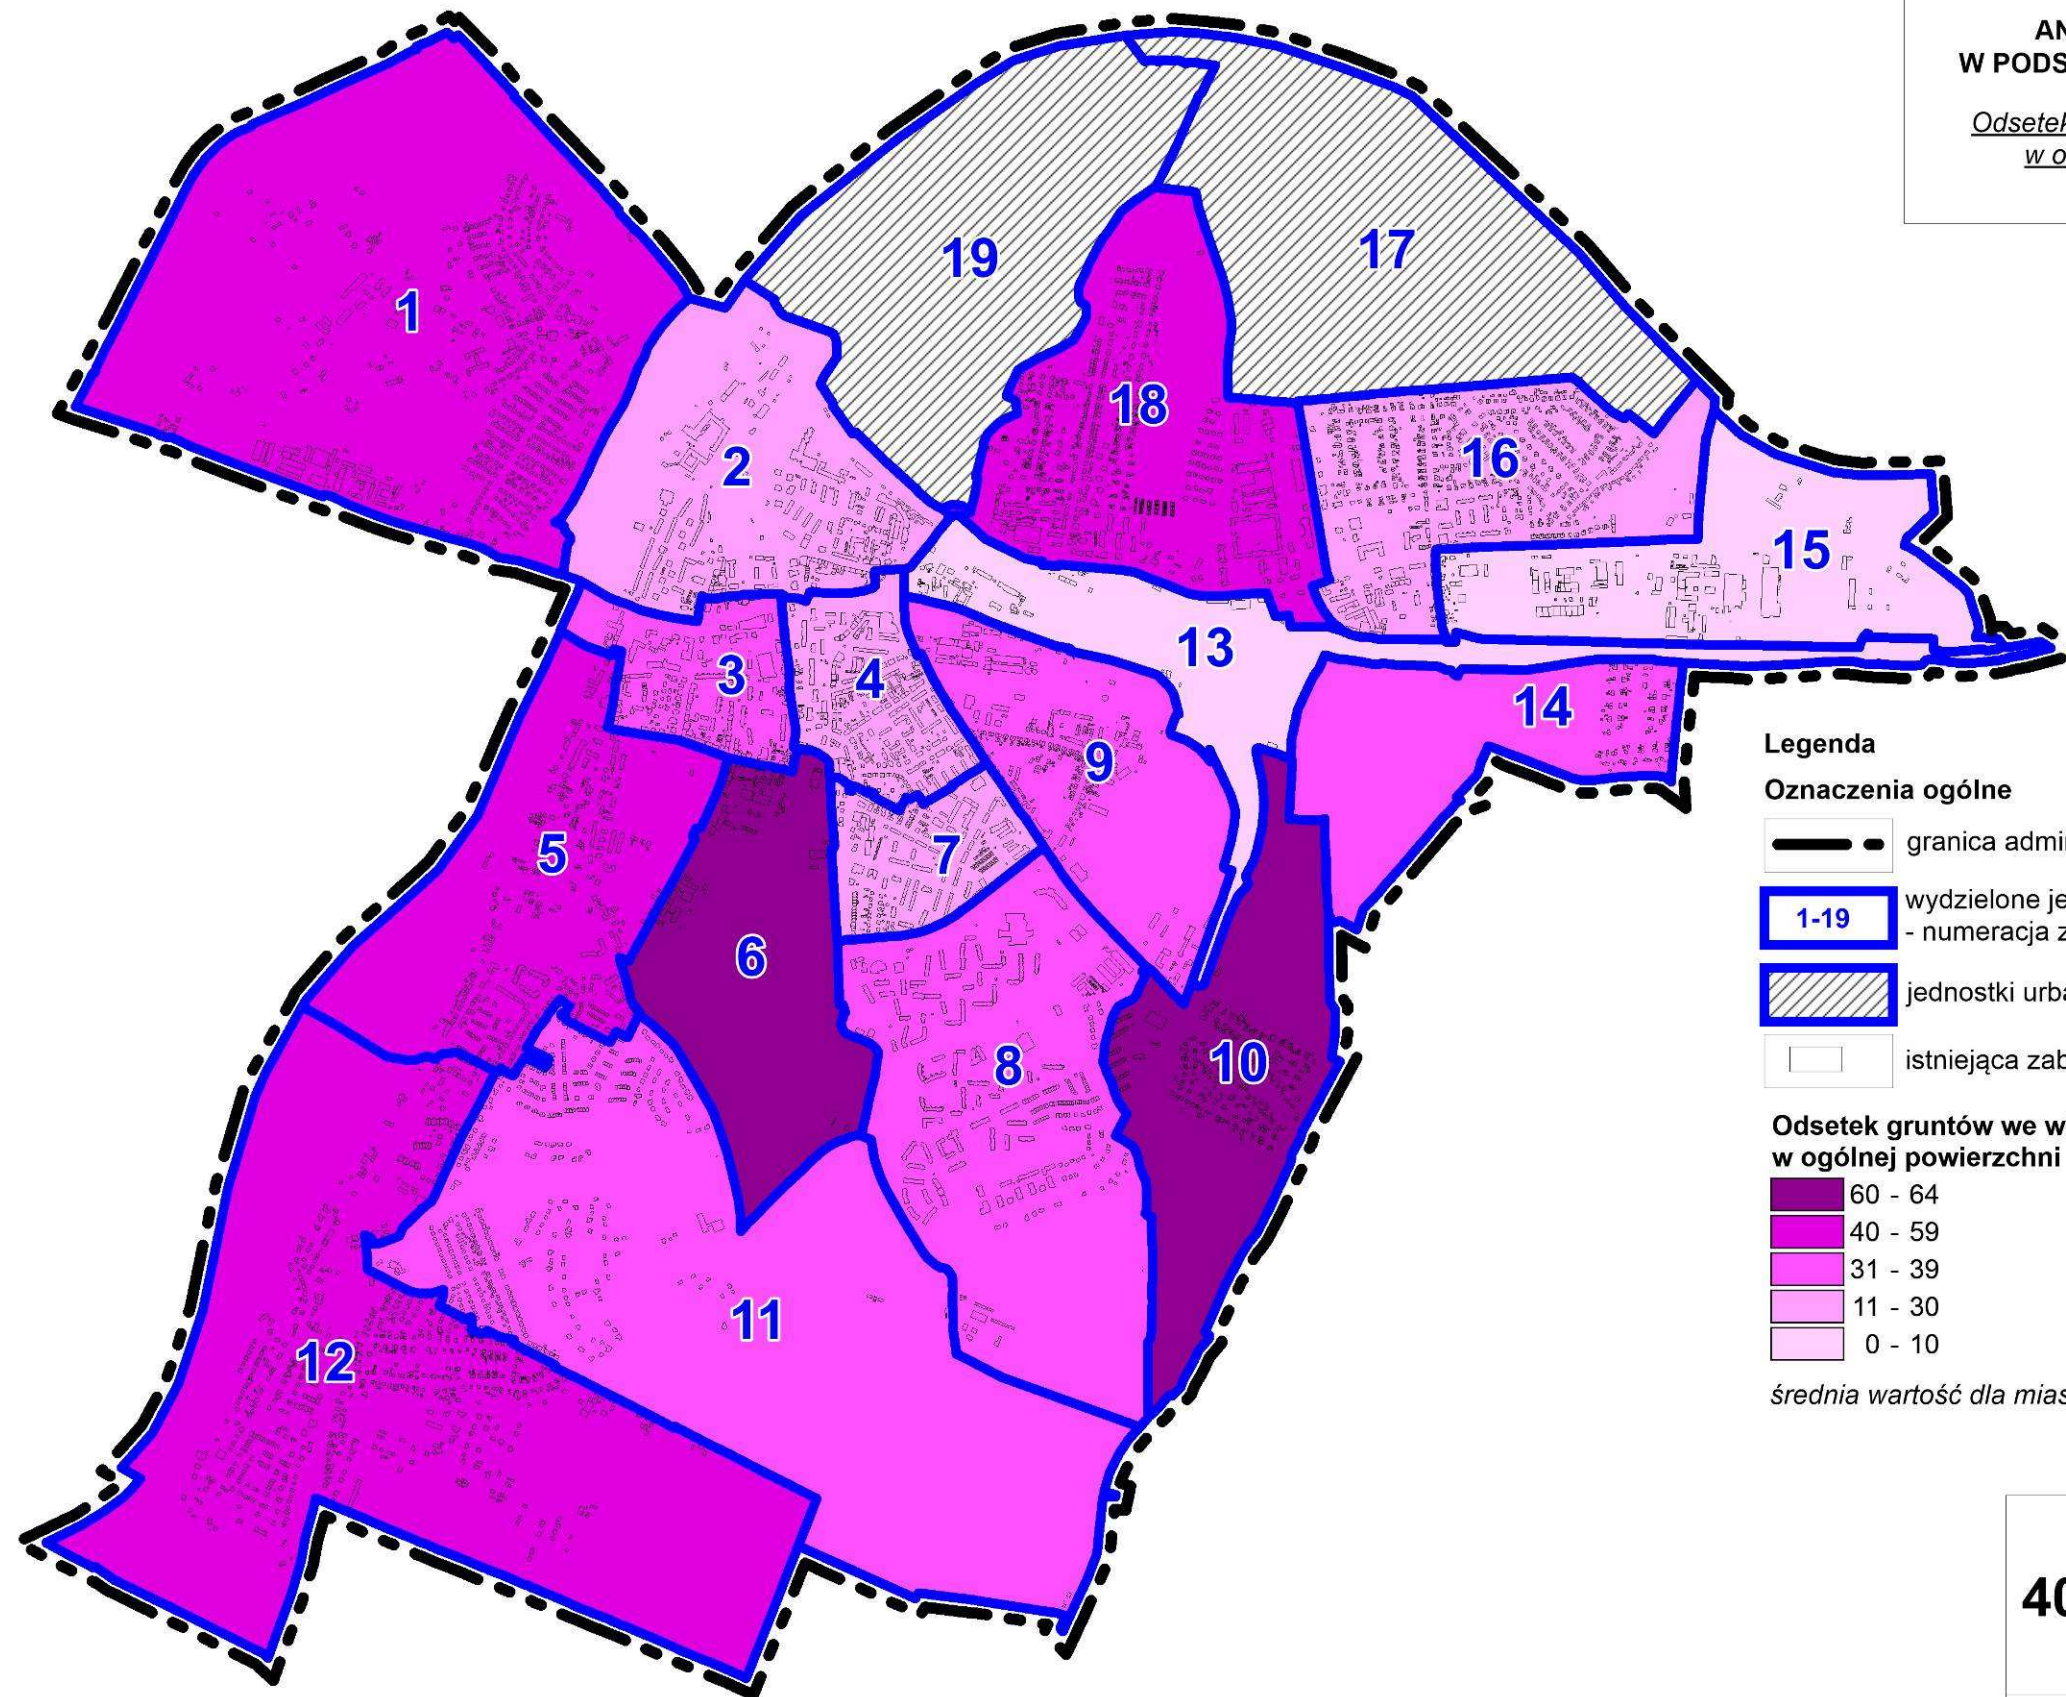 AN
W PODS
Odsetek
w o
19
17
1
18
2
16
15
13
3
4
14
9
5
7
6
8
10
11
12
Legenda
Oznaczenia ogólne
granica admi
1-19
wydzielone je
- numeracja z
jednostki urba
istniejąca zab
Odsetek gruntów we w
w ogólnej powierzchni
60 - 64
40 - 59
31 - 39
11 - 30
0 - 10
średnia wartość dla mias
40